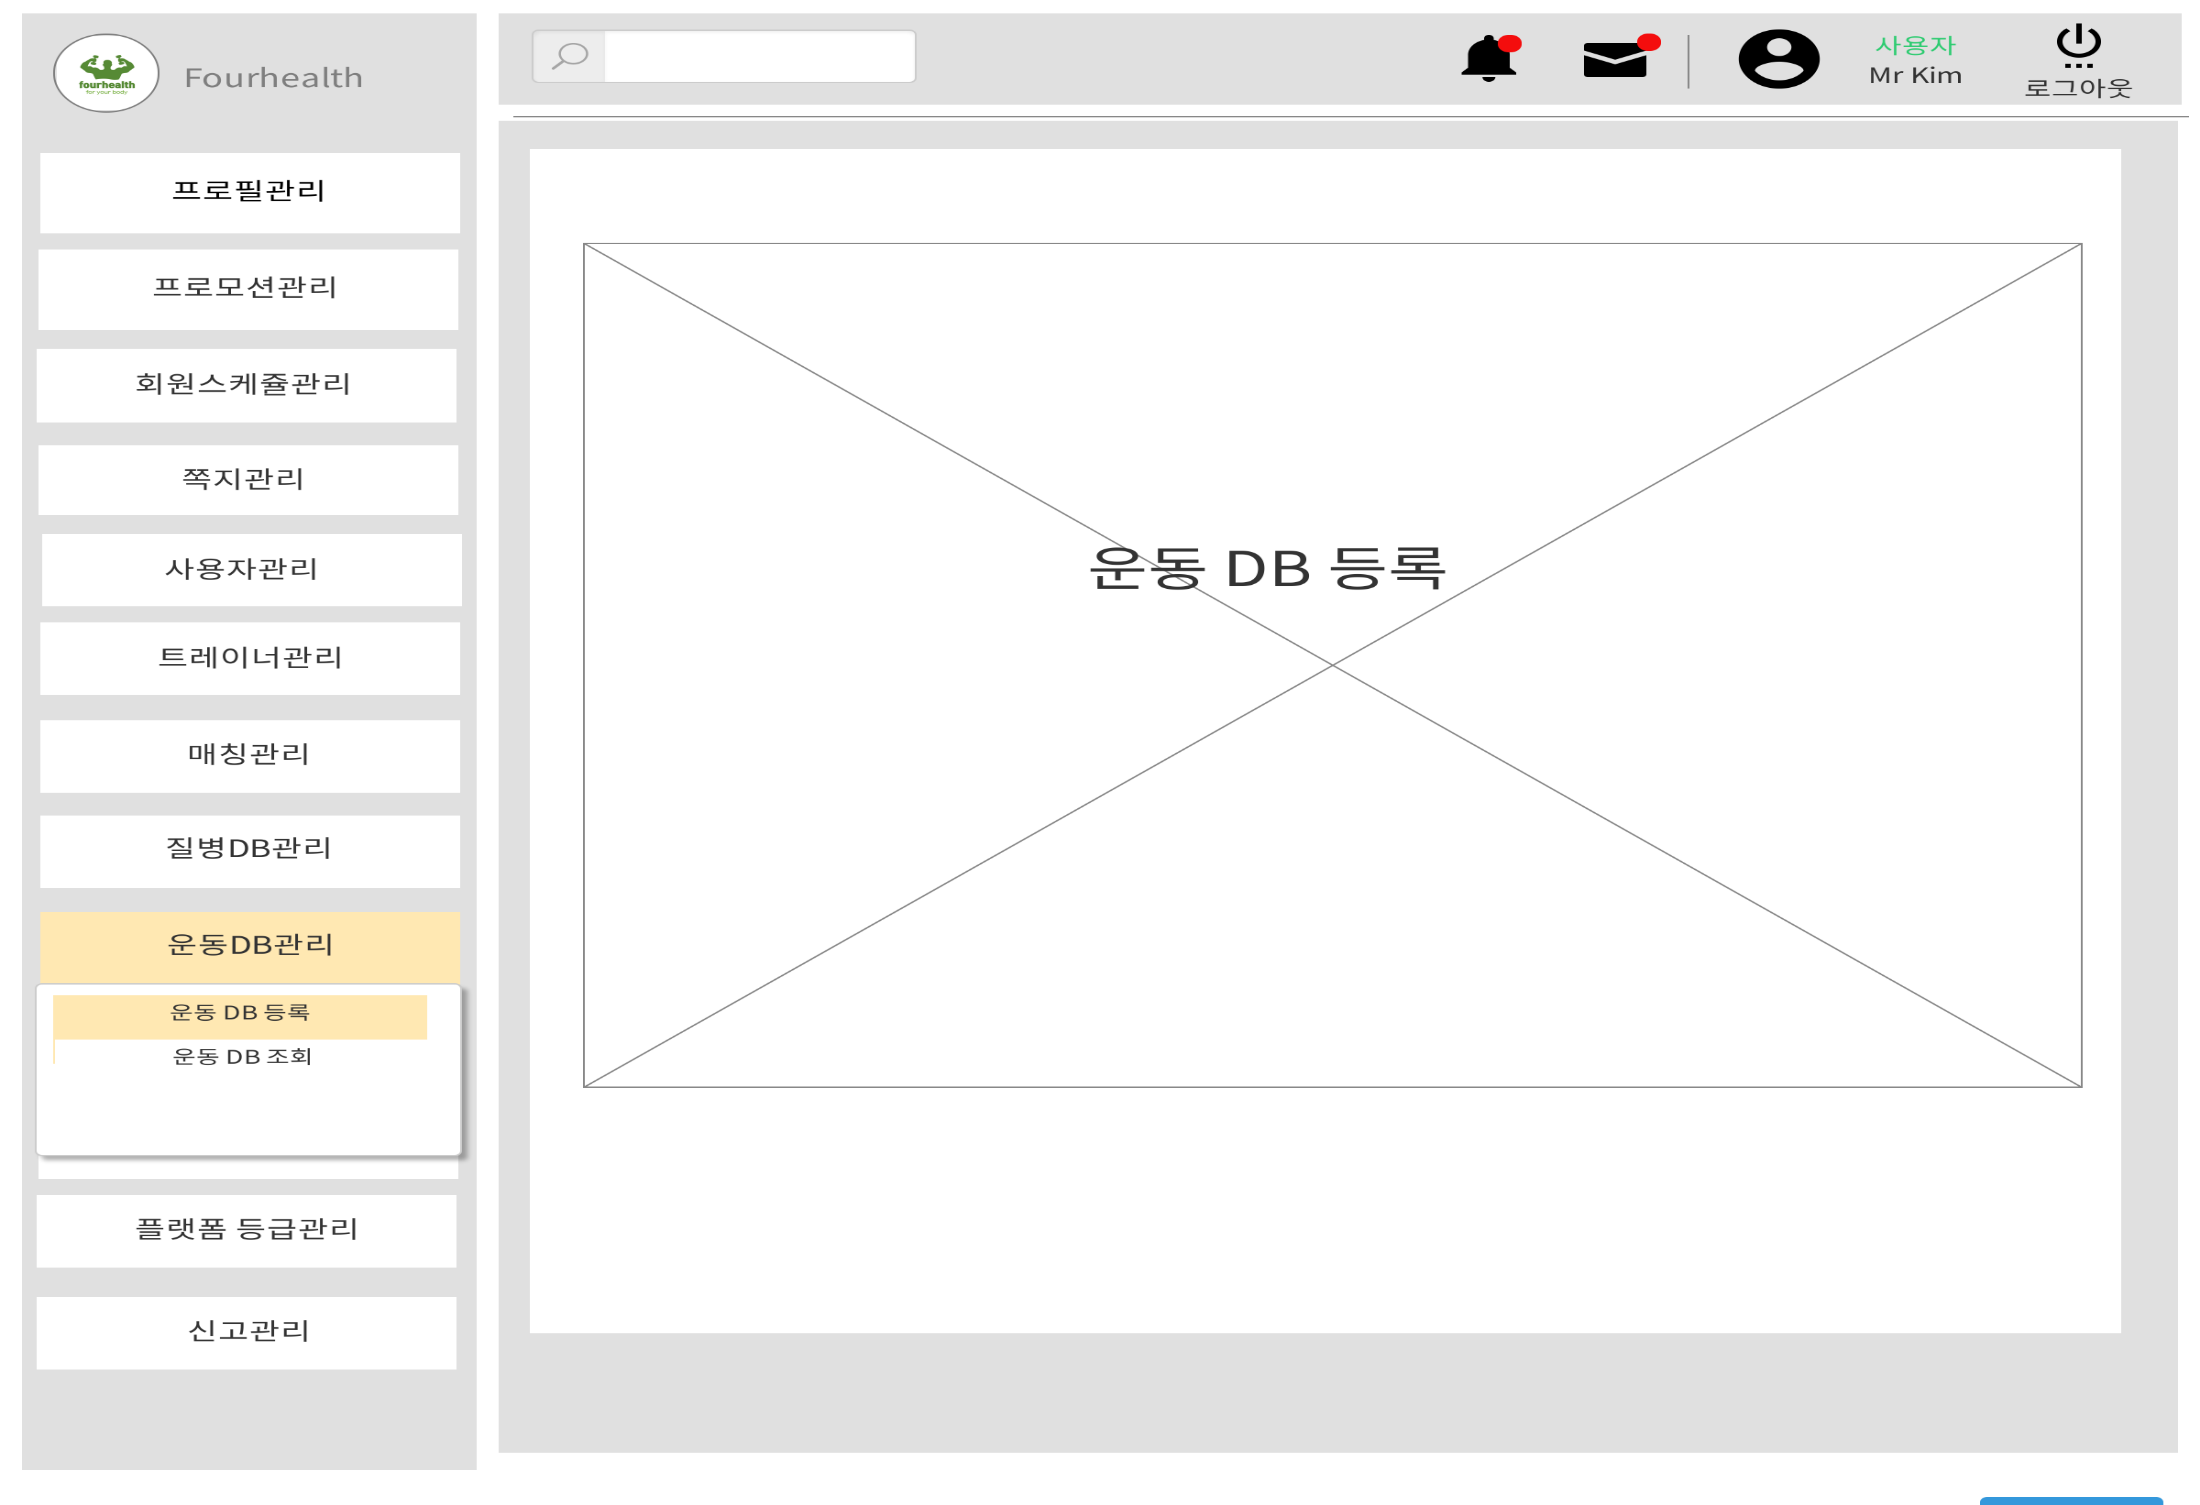 fourhealth
for your body
Fourhealth
사용자
Mr Kim
로그아웃
프로필관리
프로모션관리
회원스케쥴관리
쪽지관리
사용자관리
트레이너관리
매칭관리
질병DB관리
운동DB관리
운동 DB 등록
운동 DB 조회
플랫폼 등급관리
신고관리
운동 DB 등록